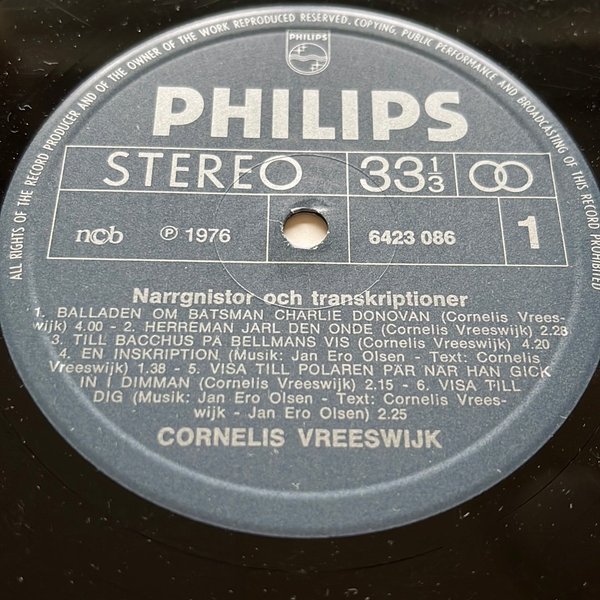 ALL RIGHTS OF THE RECORD PRODUCER AND OF THE OWNER OF THE WORK REPRODUCED RESERVED, COPYING, PUBLIC PERFORMANCE AND BROADCASTING OF THIS RECORD PROHIBITED
PHILIPS
PHILIPS
STEREO 33 1/3
ncb ℗ 1976 6423 086 1
Narrgnistor och transkriptioner
1. BALLADEN OM BATSMAN CHARLIE DONOVAN (Cornelis Vrees-
wijk) 4.00 - 2. HERREMAN JARL DEN ONDE (Cornelis Vreeswijk) 2.28
3. TILL BACCHUS PA BELLMANS VIS (Cornelis Vreeswijk) 4.20
4. EN INSKRIPTION (Musik: Jan Ero Olsen - Text: Cornelis
Vreeswijk) 1.38 - 5. VISA TILL POLAREN PÄR NÄR HAN GICK
IN I DIMMAN (Cornelis Vreeswijk) 2.15 - 6. VISA TILL
DIG (Musik: Jan Ero Olsen - Text: Cornelis Vrees-
wijk - Jan Ero Olsen) 2.25
CORNELIS VREESWIJK